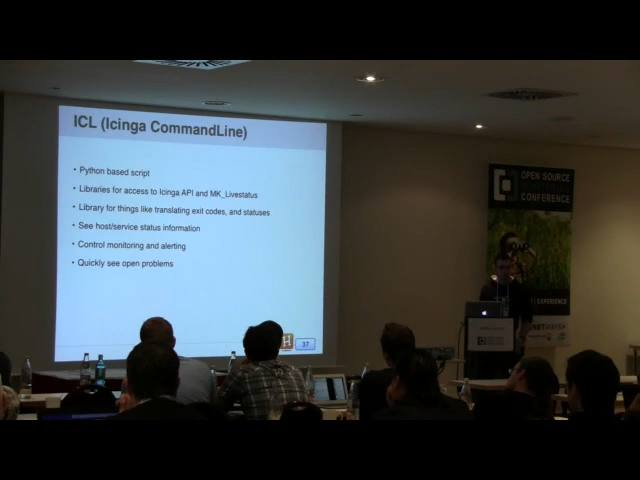 ICL (Icinga CommandLine)
• Python based script
• Libraries for access to Icinga API and MK_Livestatus
• Library for things like translating exit codes, and statuses
• See host/service status information
• Control monitoring and alerting
• Quickly see open problems
H
37
OPEN SOURCE
CONFERENCE
EXPERIENCE
NETWAYS